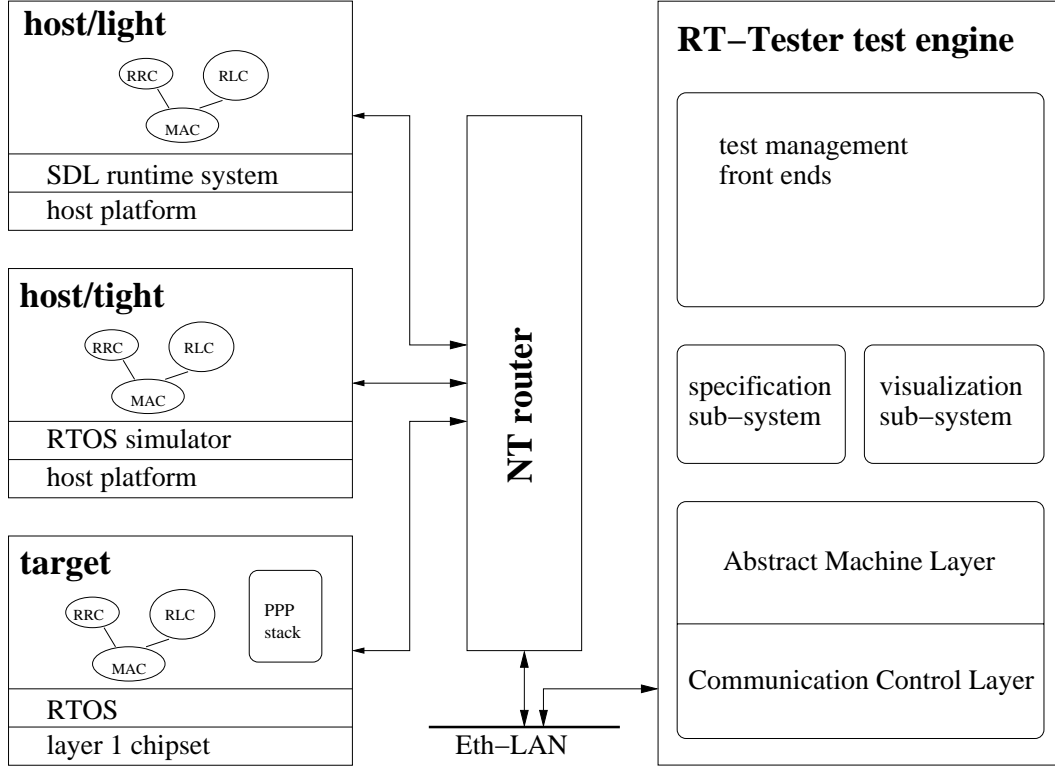 host/light
RRC
RLC
MAC
SDL runtime system
host platform
host/tight
RRC
RLC
MAC
RTOS simulator
host platform
target
RRC
RLC
MAC
PPP
stack
RTOS
layer 1 chipset
NT router
Eth−LAN
RT−Tester test engine
test management
front ends
specification
sub−system
visualization
sub−system
Abstract Machine Layer
Communication Control Layer